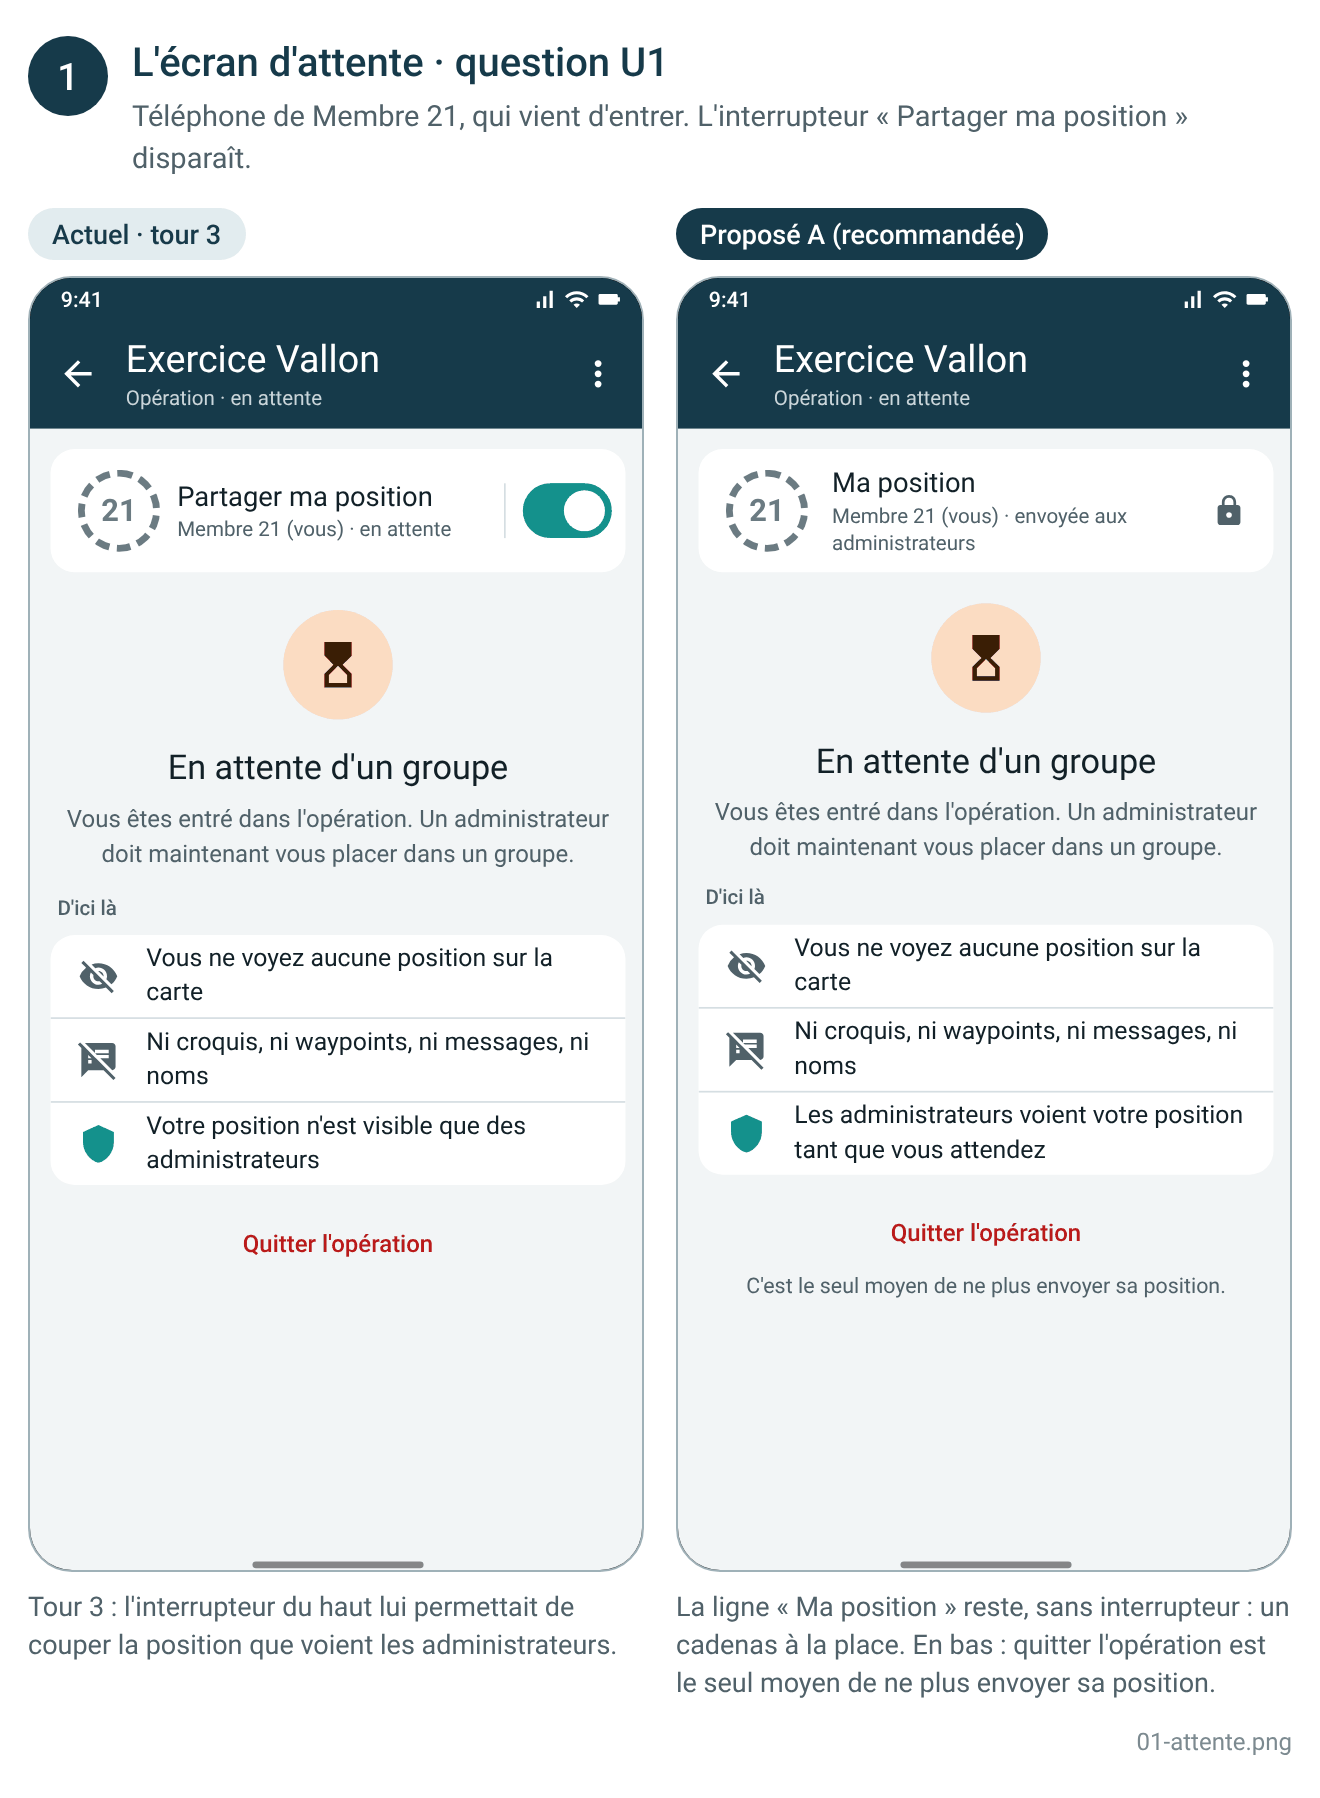 1
L'écran d'attente · question U1
Téléphone de Membre 21, qui vient d'entrer. L'interrupteur « Partager ma position »
disparaît.
Actuel · tour 3
9:41
Exercice Vallon
Opération · en attente
21
Partager ma position
Membre 21 (vous) · en attente
En attente d'un groupe
Vous êtes entré dans l'opération. Un administrateur
doit maintenant vous placer dans un groupe.
D'ici là
Vous ne voyez aucune position sur la
carte
Ni croquis, ni waypoints, ni messages, ni
noms
Votre position n'est visible que des
administrateurs
Quitter l'opération
Tour 3 : l'interrupteur du haut lui permettait de
couper la position que voient les administrateurs.
Proposé A (recommandée)
9:41
Exercice Vallon
Opération · en attente
21
Ma position
Membre 21 (vous) · envoyée aux
administrateurs
En attente d'un groupe
Vous êtes entré dans l'opération. Un administrateur
doit maintenant vous placer dans un groupe.
D'ici là
Vous ne voyez aucune position sur la
carte
Ni croquis, ni waypoints, ni messages, ni
noms
Les administrateurs voient votre position
tant que vous attendez
Quitter l'opération
C'est le seul moyen de ne plus envoyer sa position.
La ligne « Ma position » reste, sans interrupteur : un
cadenas à la place. En bas : quitter l'opération est
le seul moyen de ne plus envoyer sa position.
01-attente.png